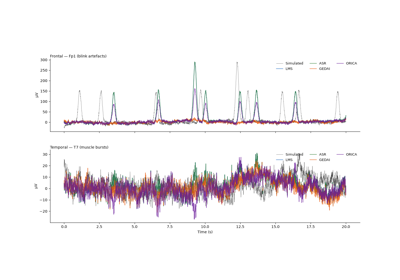 Frontal — Fp1 (blink artefacts)
Simulated
LMS
ASR
GEDAI
ORICA
300
250
200
150
100
50
0
µV
Temporal — T7 (muscle bursts)
Simulated
LMS
ASR
GEDAI
ORICA
30
20
10
0
−10
−20
µV
0.0 2.5 5.0 7.5 10.0 12.5 15.0 17.5 20.0
Time (s)